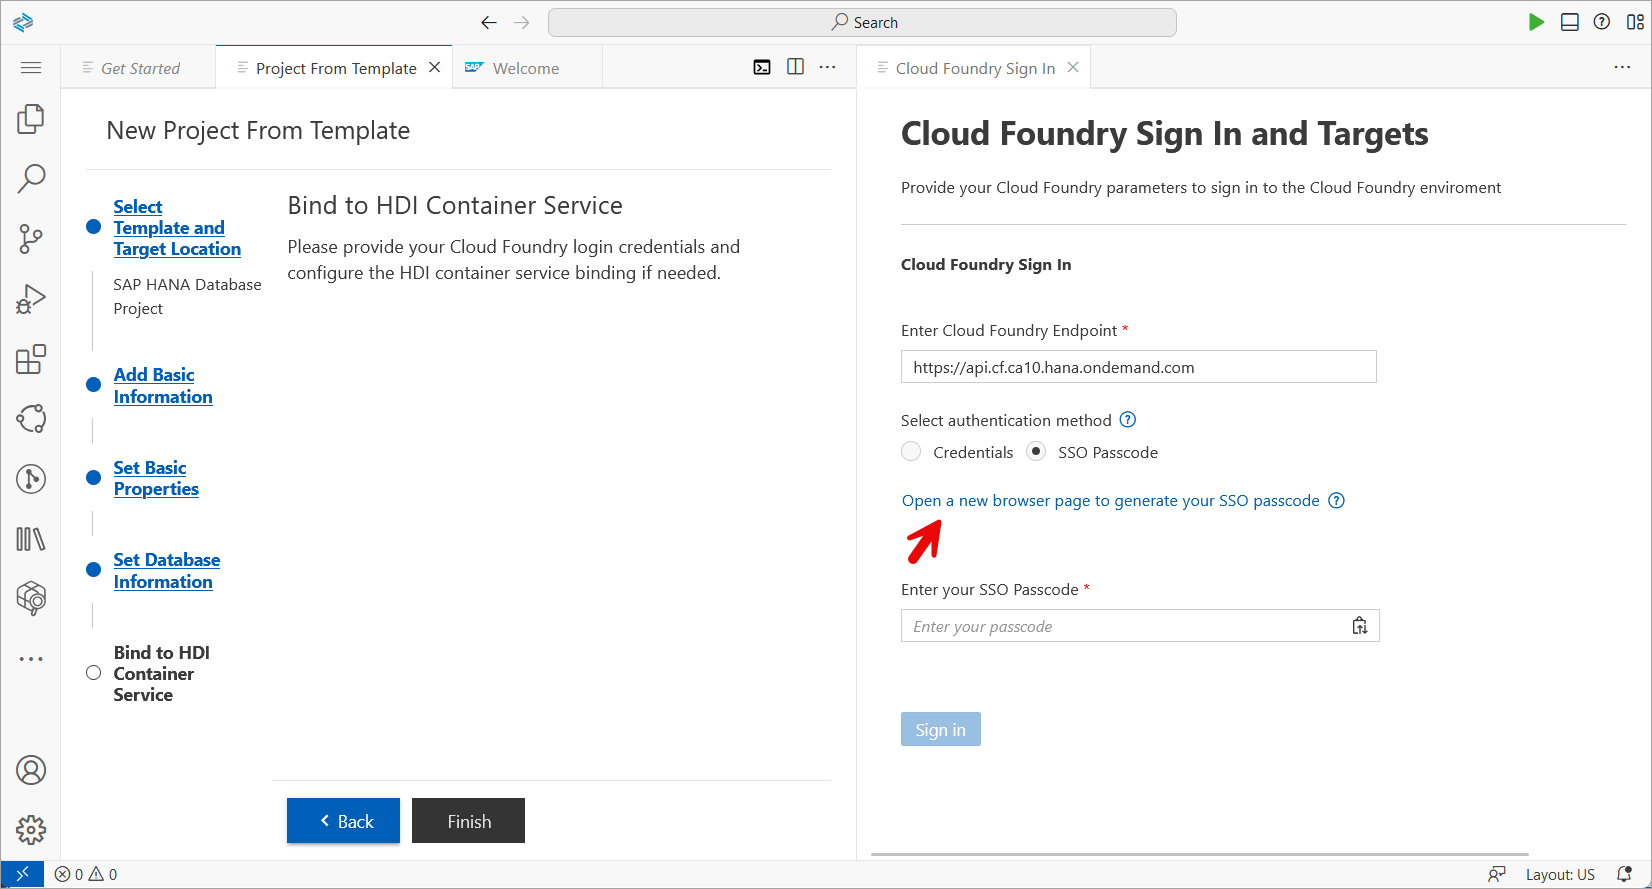 Search
Get Started
Project From Template
SAP
Welcome
Cloud Foundry Sign In
New Project From Template
Select
Template and
Target Location
SAP HANA Database
Project
Add Basic
Information
Set Basic
Properties
Set Database
Information
Bind to HDI
Container
Service
Bind to HDI Container Service
Please provide your Cloud Foundry login credentials and
configure the HDI container service binding if needed.
Back
Finish
Cloud Foundry Sign In and Targets
Provide your Cloud Foundry parameters to sign in to the Cloud Foundry enviroment
Cloud Foundry Sign In
Enter Cloud Foundry Endpoint *
https://api.cf.ca10.hana.ondemand.com
Select authentication method
Credentials
SSO Passcode
Open a new browser page to generate your SSO passcode
Enter your SSO Passcode *
Enter your passcode
Sign in
0
0
Layout: US